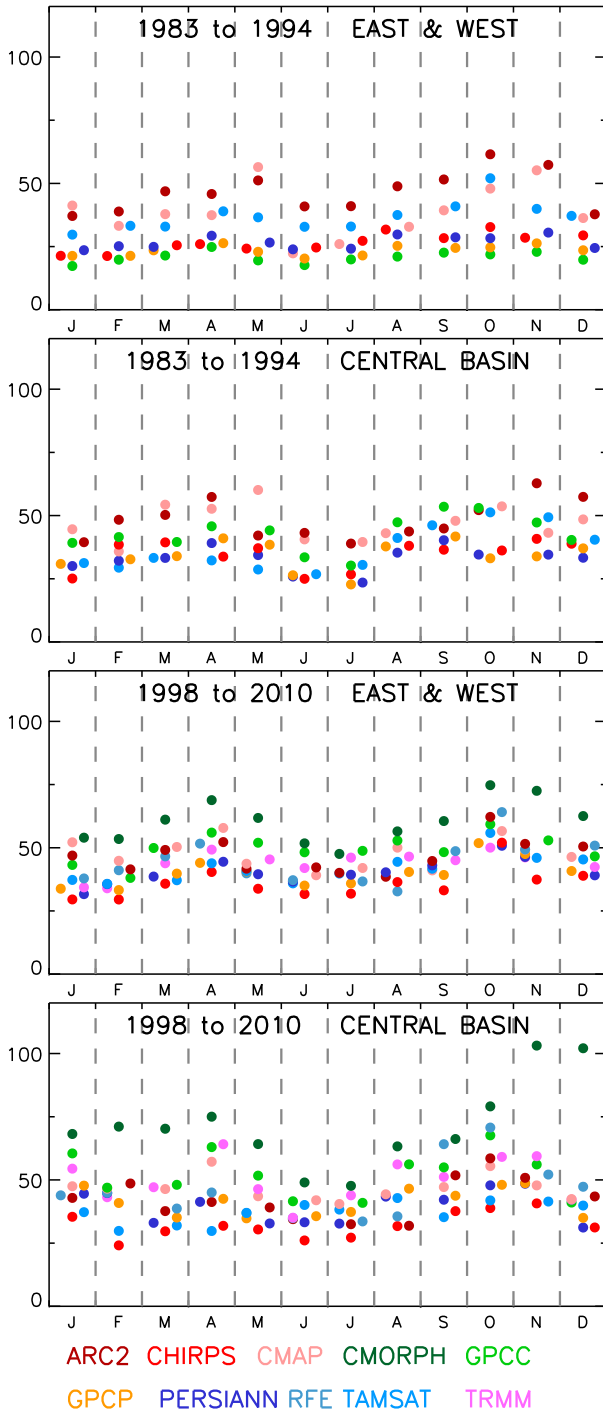 1983 to 1994 EAST & WEST
100
50
0
J F M A M J J A S O N D
1983 to 1994 CENTRAL BASIN
100
50
0
J F M A M J J A S O N D
1998 to 2010 EAST & WEST
100
50
0
J F M A M J J A S O N D
1998 to 2010 CENTRAL BASIN
100
50
0
J F M A M J J A S O N D
ARC2 CHIRPS CMAP CMORPH GPCC
GPCP PERSIANN RFE TAMSAT TRMM